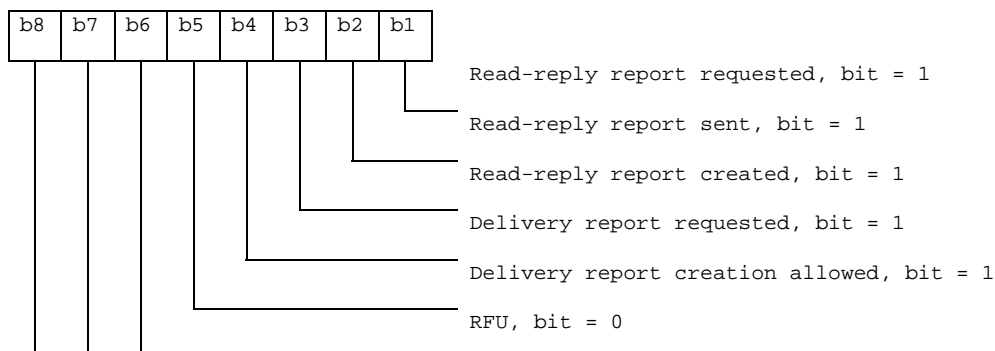 b8 b7 b6 b5 b4 b3 b2 b1
Read-reply report requested, bit = 1
Read-reply report sent, bit = 1
Read-reply report created, bit = 1
Delivery report requested, bit = 1
Delivery report creation allowed, bit = 1
RFU, bit = 0